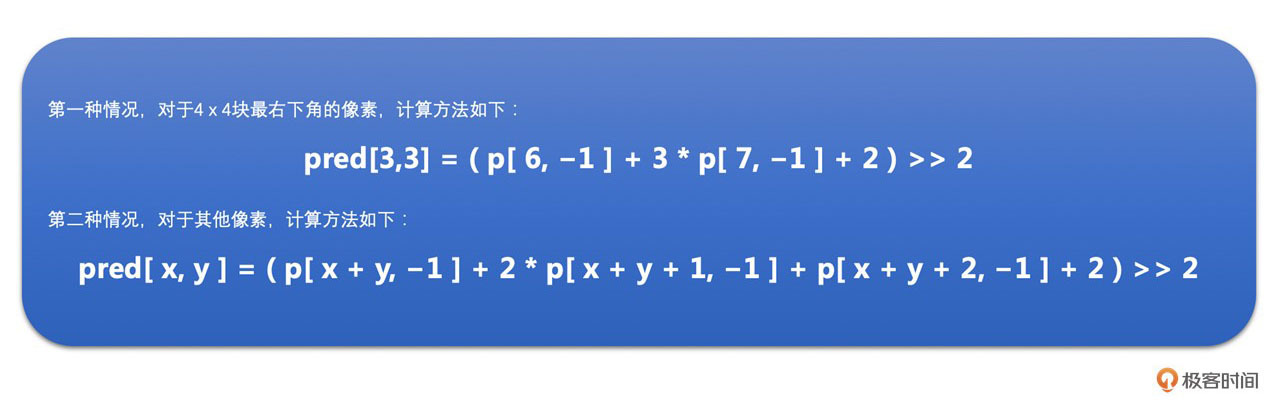 第一种情况，对于4 x 4块最右下角的像素，计算方法如下：
pred[3,3] = ( p[ 6, −1 ] + 3 * p[ 7, −1 ] + 2 ) >> 2
第二种情况，对于其他像素，计算方法如下：
pred[ x, y ] = ( p[ x + y, −1 ] + 2 * p[ x + y + 1, −1 ] + p[ x + y + 2, −1 ] + 2 ) >> 2
极客时间